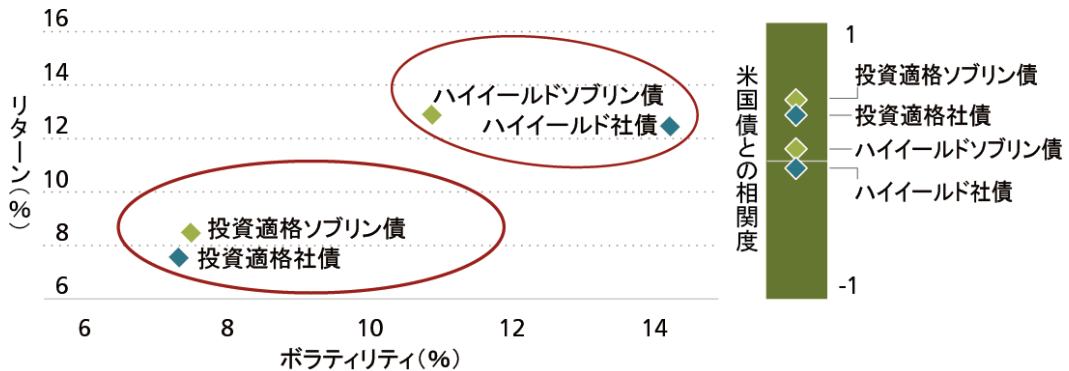 リターン(%)
16
14
12
10
8
6
ハイイールドソブリン債
ハイイールド社債
投資適格ソブリン債
投資適格社債
6 8 10 12 14
ボラティリティ(%)
米国債との相関度
1
投資適格ソブリン債
投資適格社債
ハイイールドソブリン債
ハイイールド社債
-1